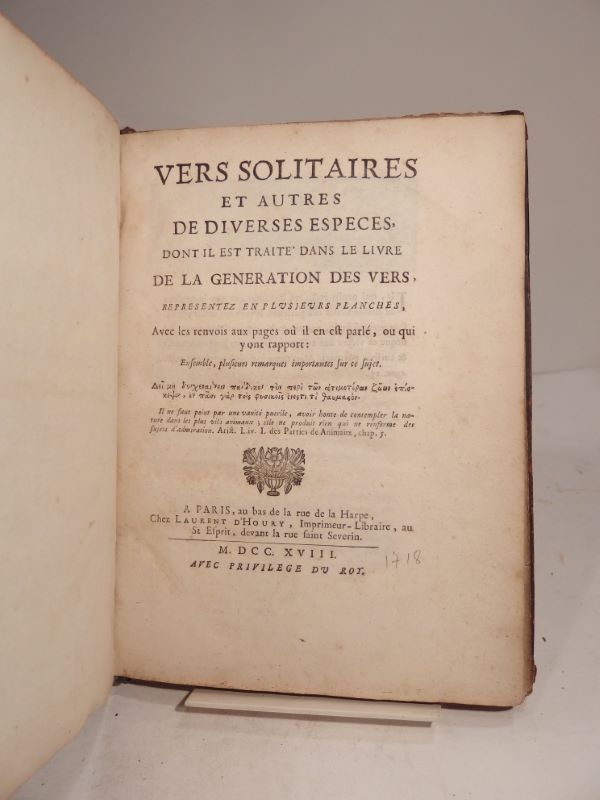 VERS SOLITAIRES
ET AUTRES
DE DIVERSES ESPECES,
DONT IL EST TRAITE' DANS LE LIVRE
DE LA GENERATION DES VERS,
REPRESENTEZ EN PLVSIEVRS PLANCHES,
Avec les renvois aux pages où il en est parlé, ou qui
y ont rapport:
Ensemble, plusieurs remarques importantes sur ce sujet.
Il ne faut point par une vanité puerile, avoir honte de contempler la na-
ture dans les plus vils animaux; elle ne produit rien qui ne renferme des
sujets d'admiration. Arist. Liv. I. des Parties de Animaux, chap. 5.
A PARIS, au bas de la rue de la Harpe,
Chez LAURENT D'HOURY, Imprimeur-Libraire, au
St Esprit, devant la rue saint Severin.
M. DCC. XVIII.
1718
AVEC PRIVILEGE DU ROY.